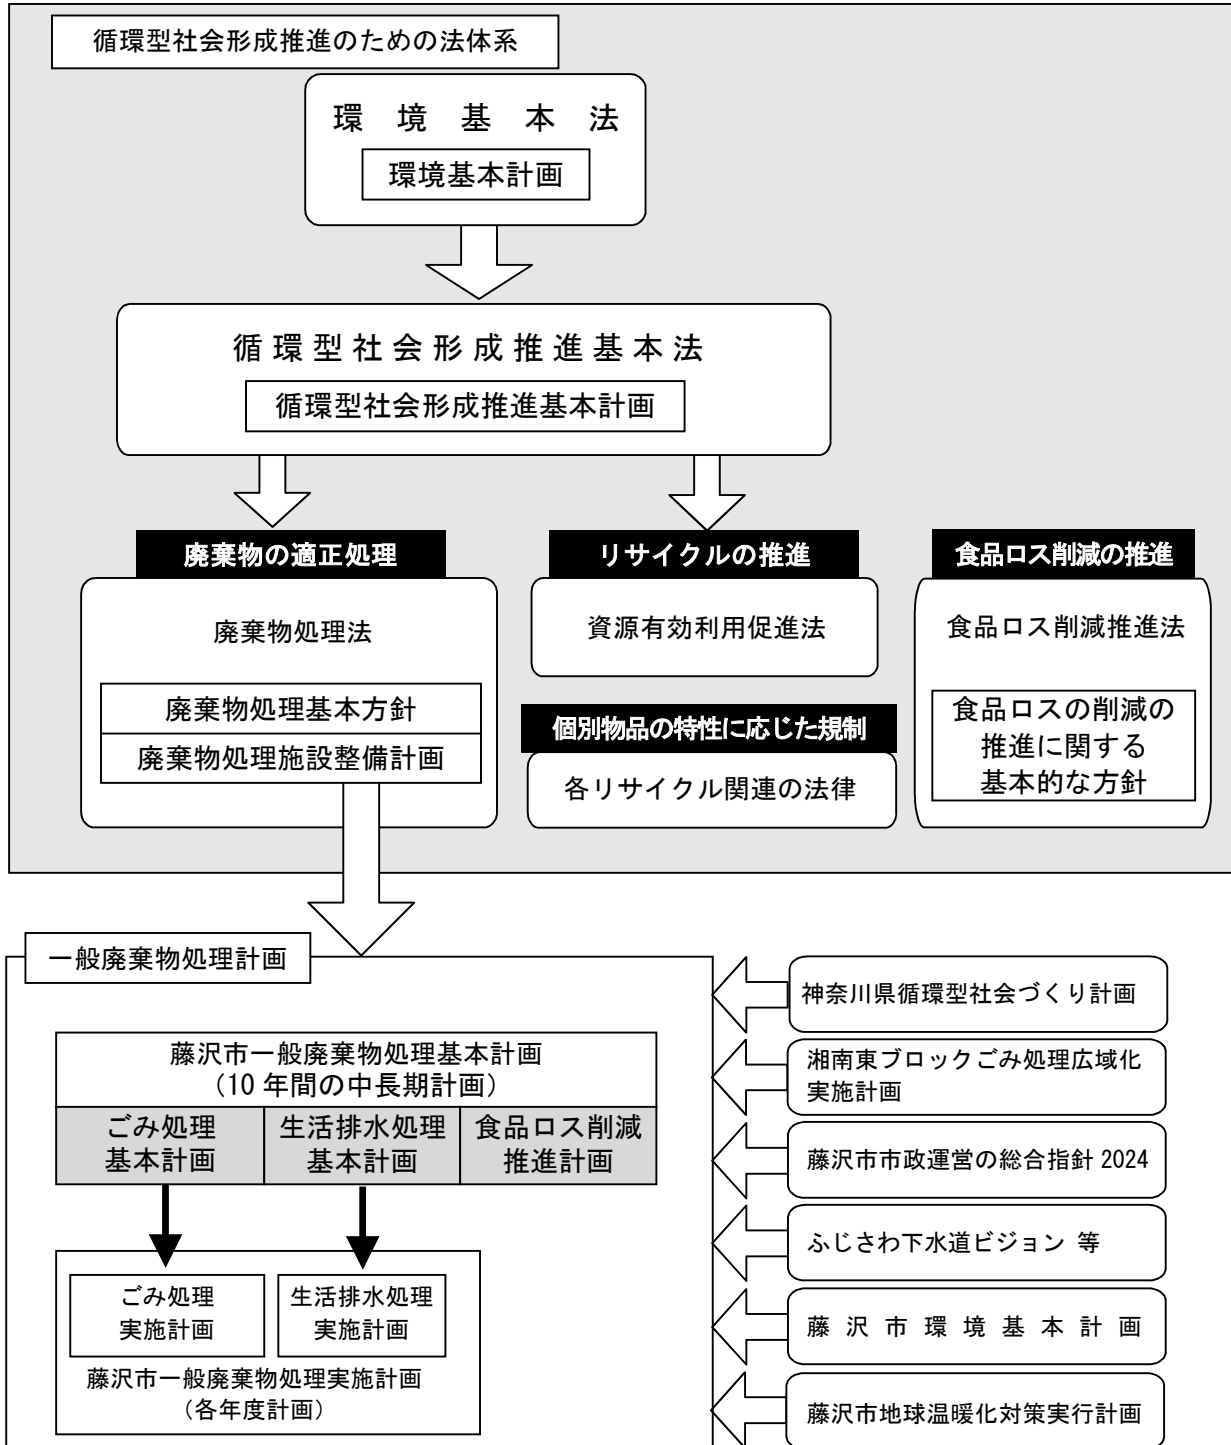 循環型社会形成推進のための法体系
環境基本法
環境基本計画
循環型社会形成推進基本法
循環型社会形成推進基本計画
廃棄物の適正処理
廃棄物処理法
廃棄物処理基本方針
廃棄物処理施設整備計画
リサイクルの推進
資源有効利用促進法
個別物品の特性に応じた規制
各リサイクル関連の法律
食品ロス削減の推進
食品ロス削減推進法
食品ロスの削減の
推進に関する
基本的な方針
一般廃棄物処理計画
藤沢市一般廃棄物処理基本計画
（10 年間の中長期計画）
ごみ処理
基本計画
生活排水処理
基本計画
食品ロス削減
推進計画
ごみ処理
実施計画
生活排水処理
実施計画
藤沢市一般廃棄物処理実施計画
（各年度計画）
神奈川県循環型社会づくり計画
湘南東ブロックごみ処理広域化
実施計画
藤沢市市政運営の総合指針 2024
ふじさわ下水道ビジョン 等
藤沢市環境基本計画
藤沢市地球温暖化対策実行計画